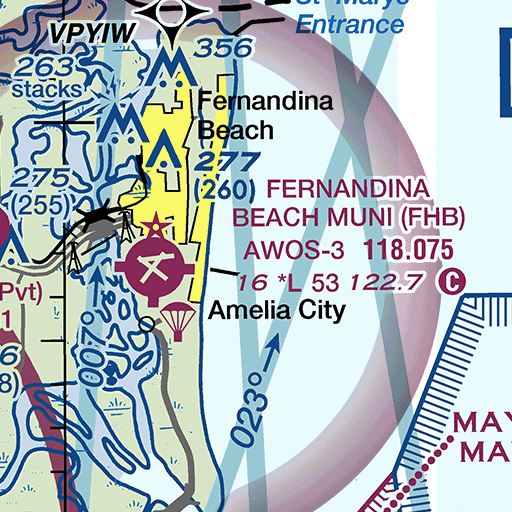 St Marys
Entrance
VPYIW
356
263
stacks
Fernandina
Beach
277
(260)
275
(255)
FERNANDINA
BEACH MUNI (FHB)
AWOS-3 118.075
16 *L 53 122.7 C
Pvt)
1
Amelia City
6
8)
007°
023°
MAY
MA